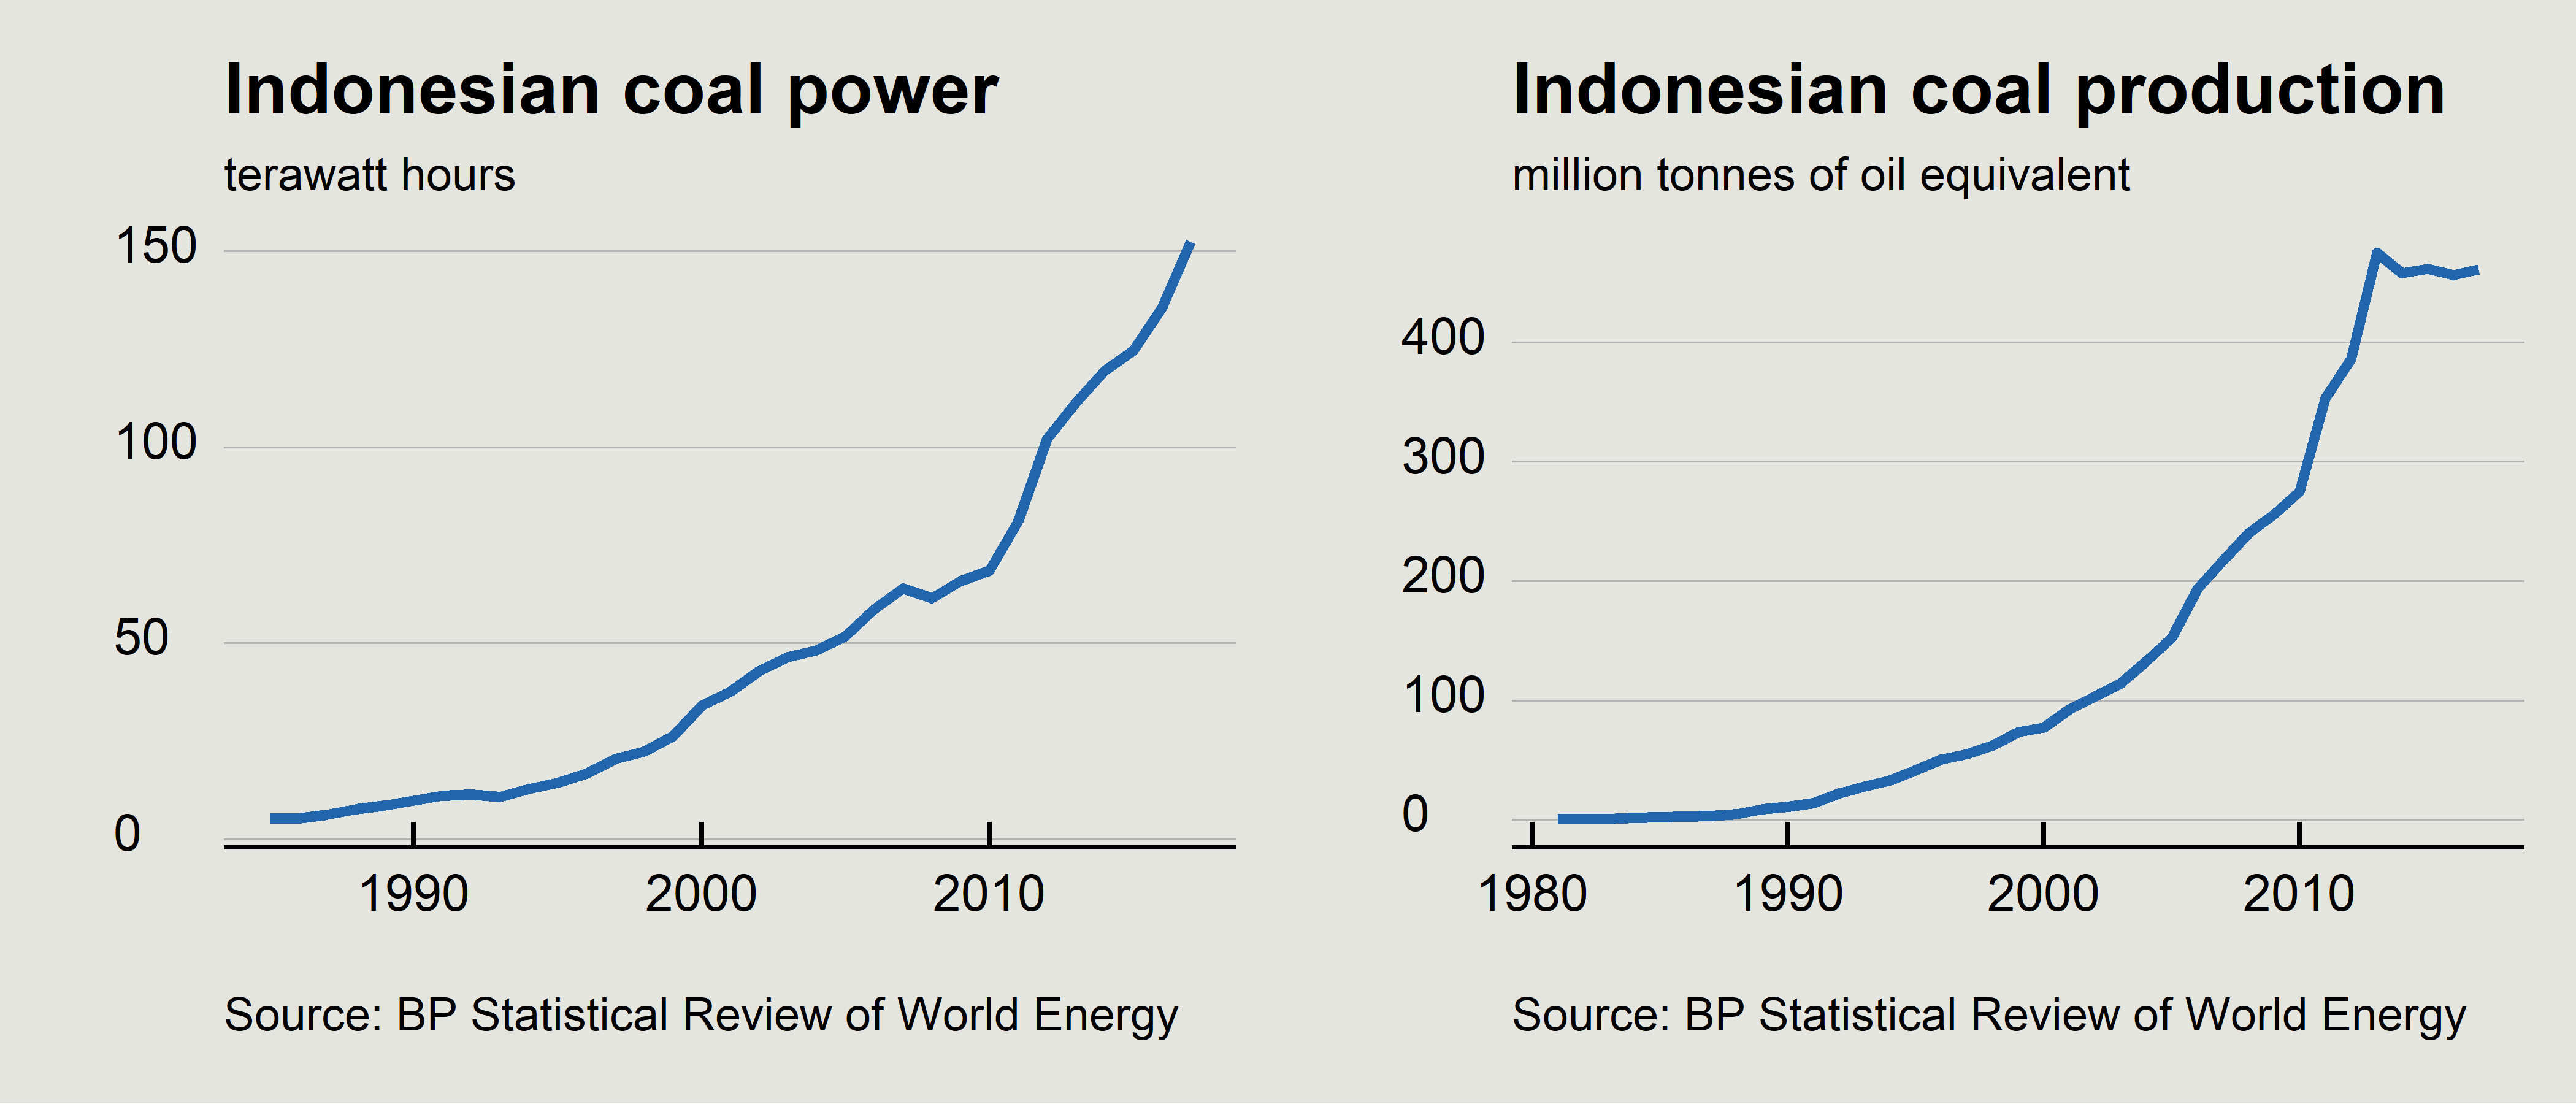 Indonesian coal power
terawatt hours
150
100
50
0
1990 2000 2010
Source: BP Statistical Review of World Energy
Indonesian coal production
million tonnes of oil equivalent
400
300
200
100
0
1980 1990 2000 2010
Source: BP Statistical Review of World Energy